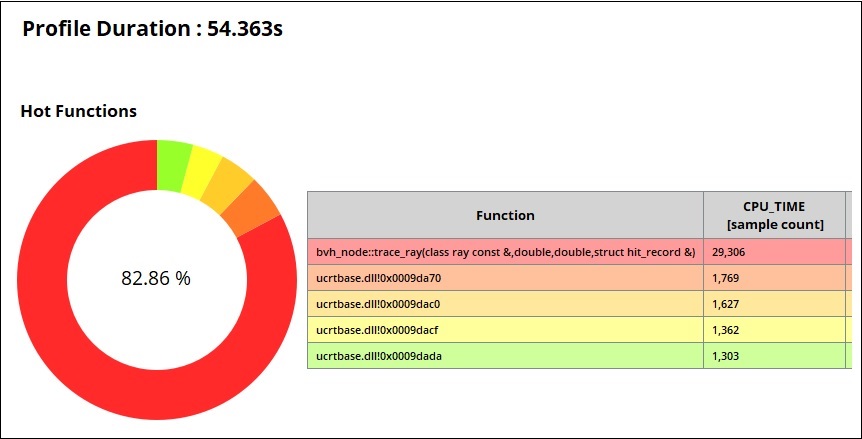 Profile Duration : 54.363s
Hot Functions
82.86 %
Function CPU_TIME
[sample count]
bvh_node::trace_ray(class ray const &,double,double,struct hit_record &) 29,306
ucrtbase.dll!0x0009da70 1,769
ucrtbase.dll!0x0009dac0 1,627
ucrtbase.dll!0x0009dacf 1,362
ucrtbase.dll!0x0009dada 1,303